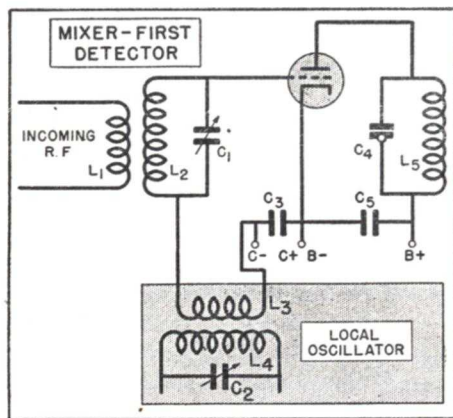 MIXER-FIRST
DETECTOR
INCOMING
R.F
L1
L2
C1
C4
L5
C3
C5
C-
C+
B-
B+
L3
L4
C2
LOCAL
OSCILLATOR